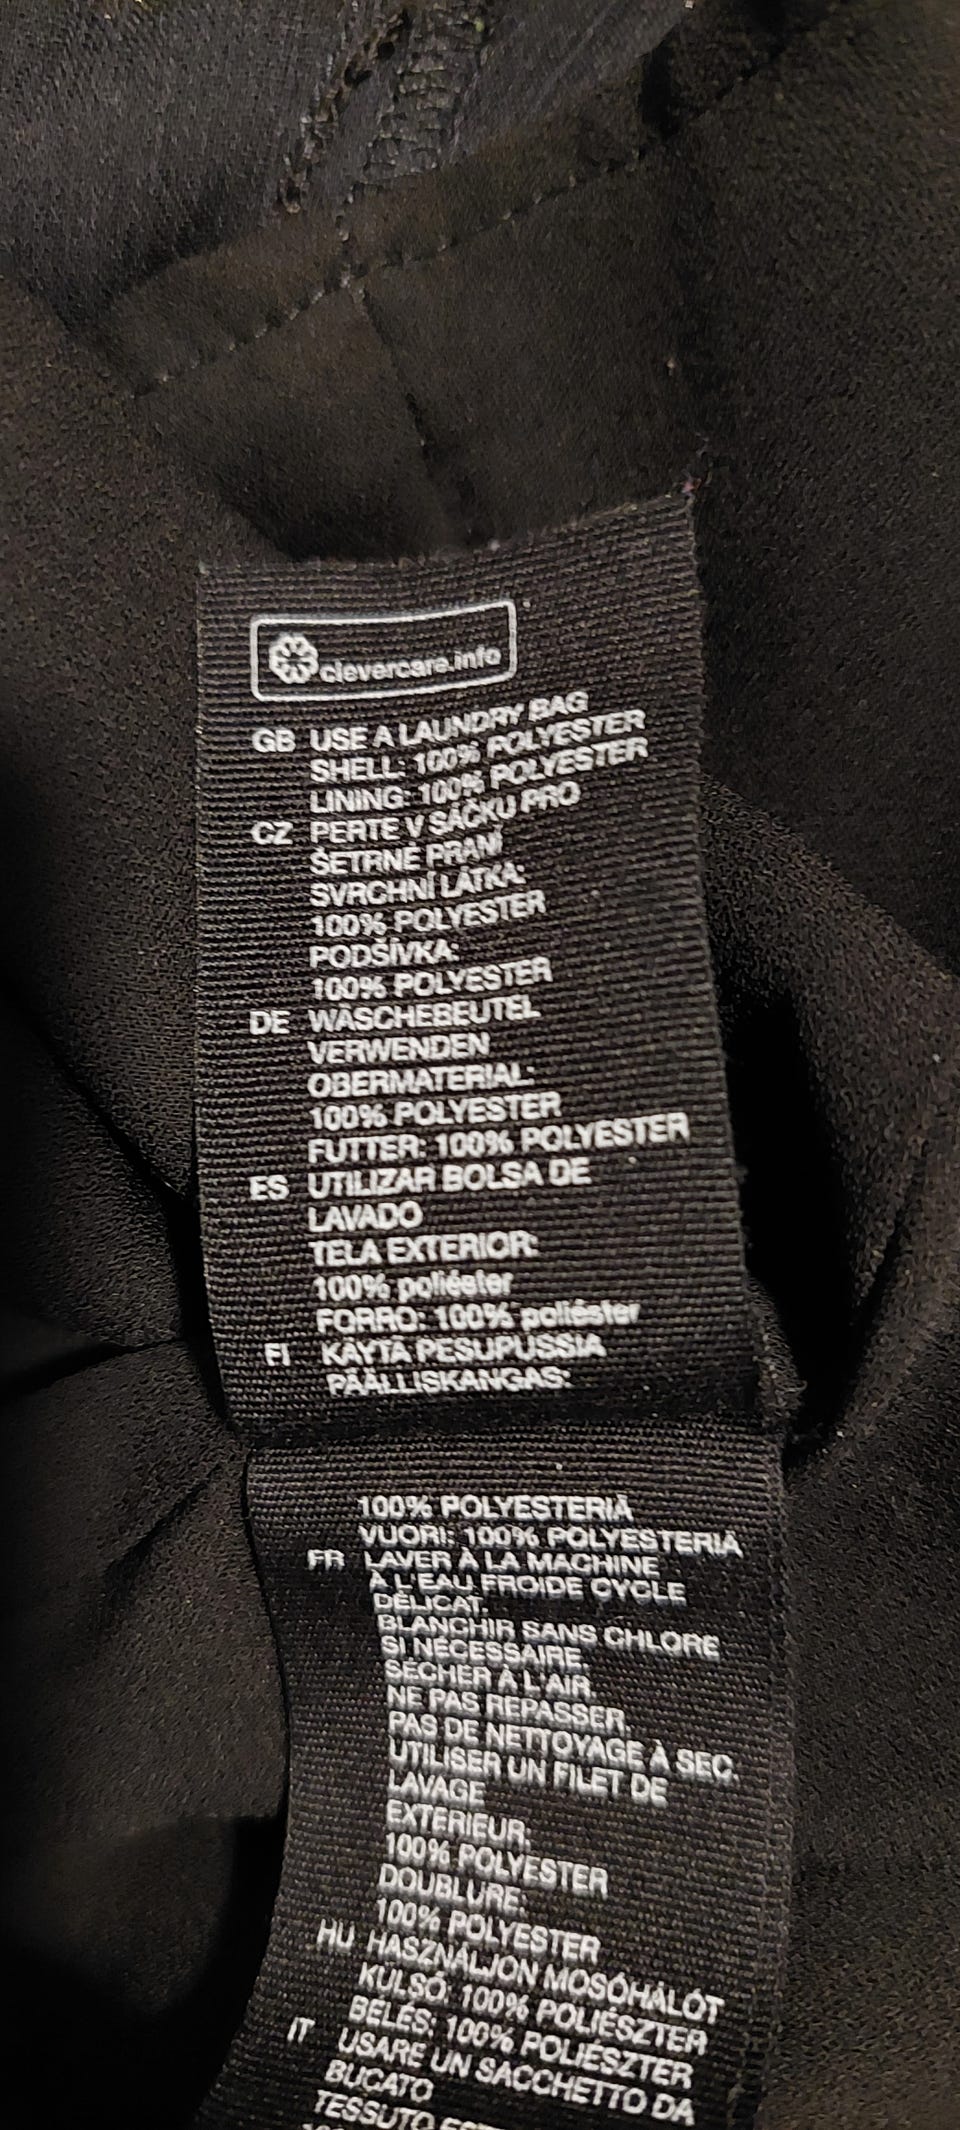 clevercare.info
GB USE A LAUNDRY BAG
SHELL: 100% POLYESTER
LINING: 100% POLYESTER
CZ PERTE V SÁČKU PRO
ŠETRNÉ PRANÍ
SVRCHNÍ LÁTKA:
100% POLYESTER
PODŠÍVKA:
100% POLYESTER
DE WÄSCHEBEUTEL
VERWENDEN
OBERMATERIAL:
100% POLYESTER
FUTTER: 100% POLYESTER
ES UTILIZAR BOLSA DE
LAVADO
TELA EXTERIOR:
100% poliéster
FORRO: 100% poliéster
FI KÄYTÄ PESUPUSSIA
PÄÄLLISKANGAS:
100% POLYESTERIÄ
VUORI: 100% POLYESTERIÄ
FR LAVER À LA MACHINE
À L'EAU FROIDE CYCLE
DÉLICAT.
BLANCHIR SANS CHLORE
SI NÉCESSAIRE.
SÉCHER À L'AIR.
NE PAS REPASSER.
PAS DE NETTOYAGE À SEC.
UTILISER UN FILET DE
LAVAGE
EXTERIEUR:
100% POLYESTER
DOUBLURE:
100% POLYESTER
HU HASZNÁLJON MOSÓHÁLÓT
KÜLSŐ: 100% POLIÉSZTER
BÉLÉS: 100% POLIÉSZTER
IT USARE UN SACCHETTO DA
BUCATO
TESSUTO